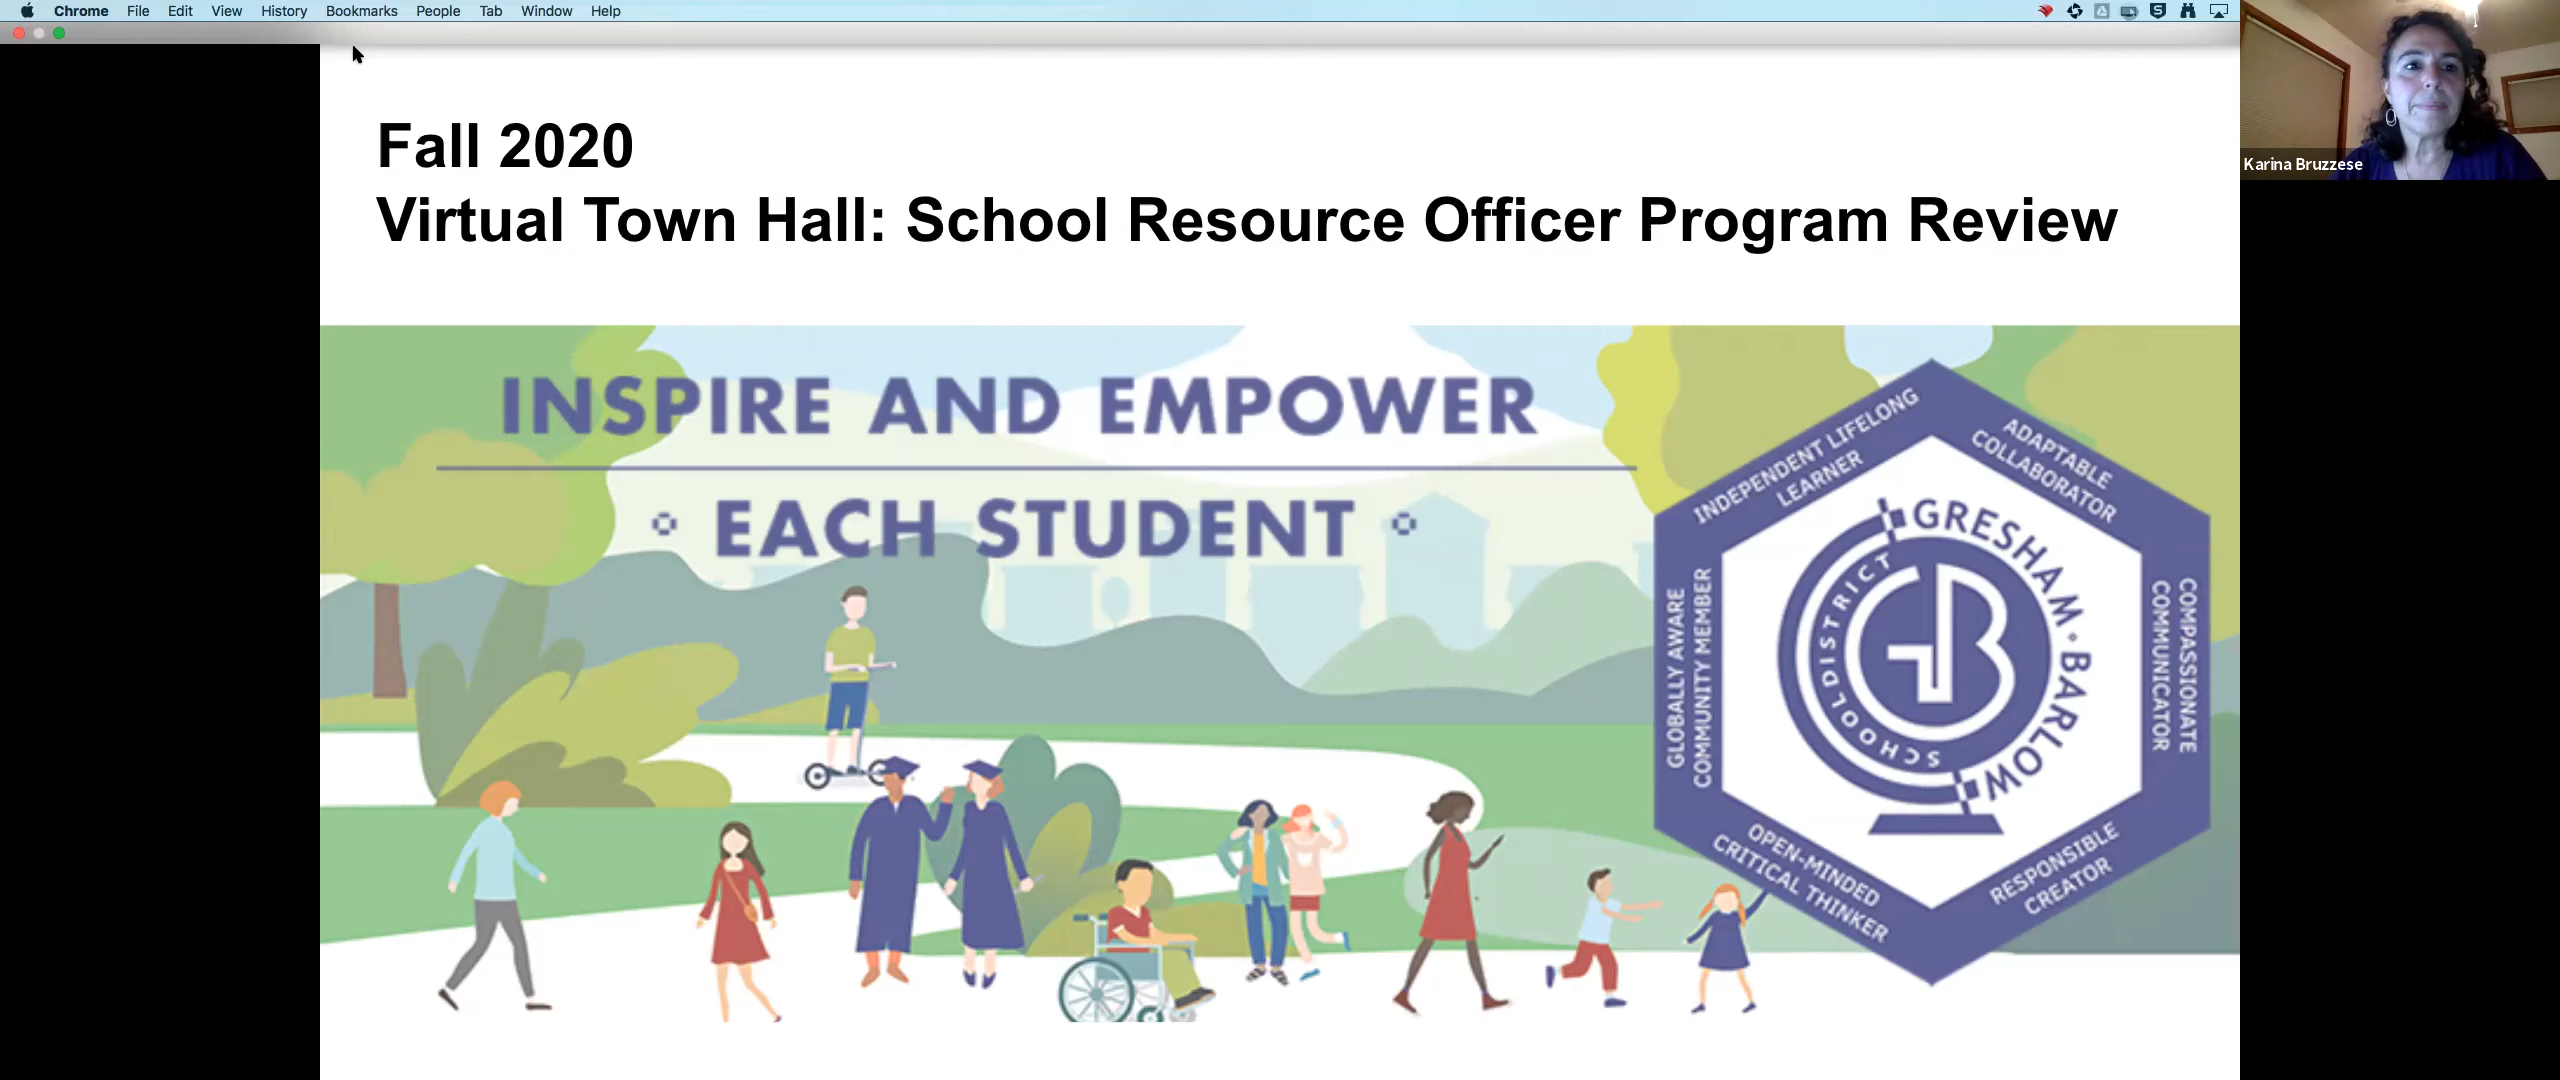 Chrome File Edit View History Bookmarks People Tab Window Help
Karina Bruzzese
Fall 2020
Virtual Town Hall: School Resource Officer Program Review
INSPIRE AND EMPOWER
EACH STUDENT
INDEPENDENT LIFELONG
LEARNER
ADAPTABLE
COLLABORATOR
COMPASSIONATE
COMMUNICATOR
RESPONSIBLE
CREATOR
OPEN-MINDED
CRITICAL THINKER
GLOBALLY AWARE
COMMUNITY MEMBER
GRESHAM·BARLOW
SCHOOL DISTRICT
GB